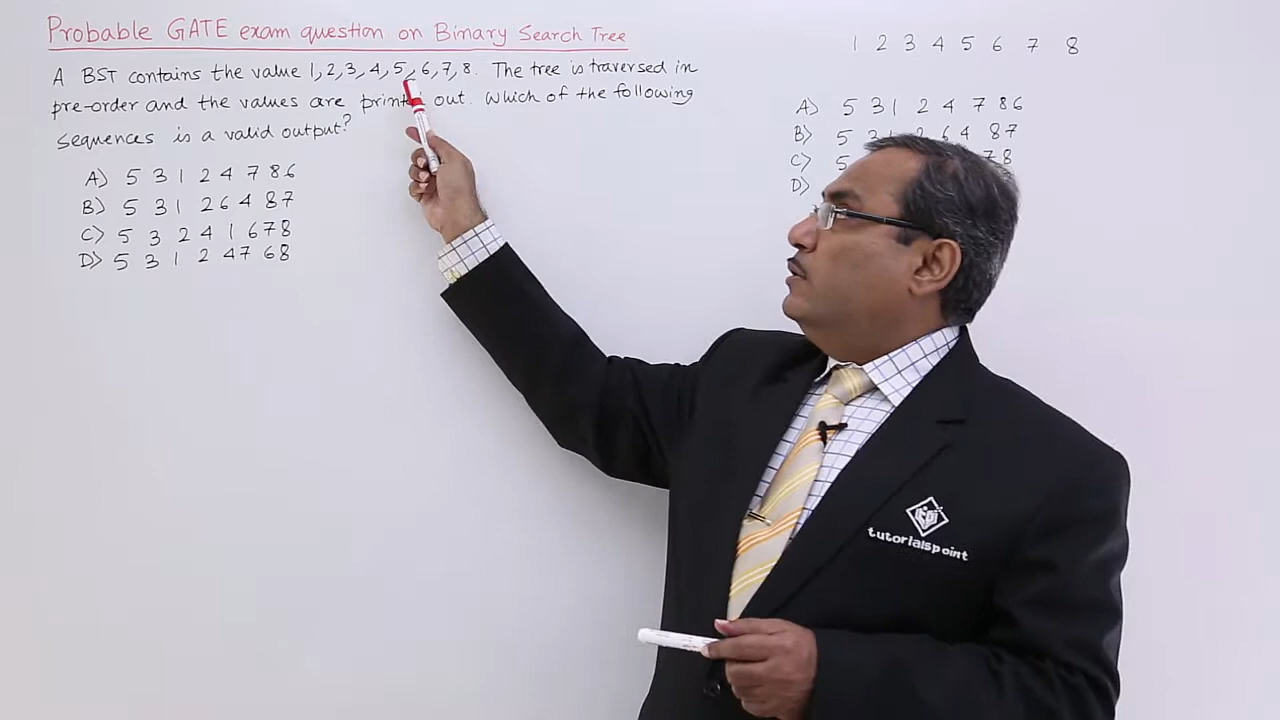 Probable GATE exam question on Binary Search Tree
A BST contains the value 1, 2, 3, 4, 5, 6, 7, 8. The tree is traversed in
pre-order and the values are out. Which of the following
sequences is a valid output?
A) 5 3 1 2 4 7 8 6
B) 5 3 1 2 6 4 8 7
C) 5 3 2 4 1 6 7 8
D) 5 3 1 2 4 7 6 8
1 2 3 4 5 6 7 8
A) 5 3 1 2 4 7 8 6
B) 5 3 1 2 6 4 8 7
C) 5 7 8
D)
tutorialspoint